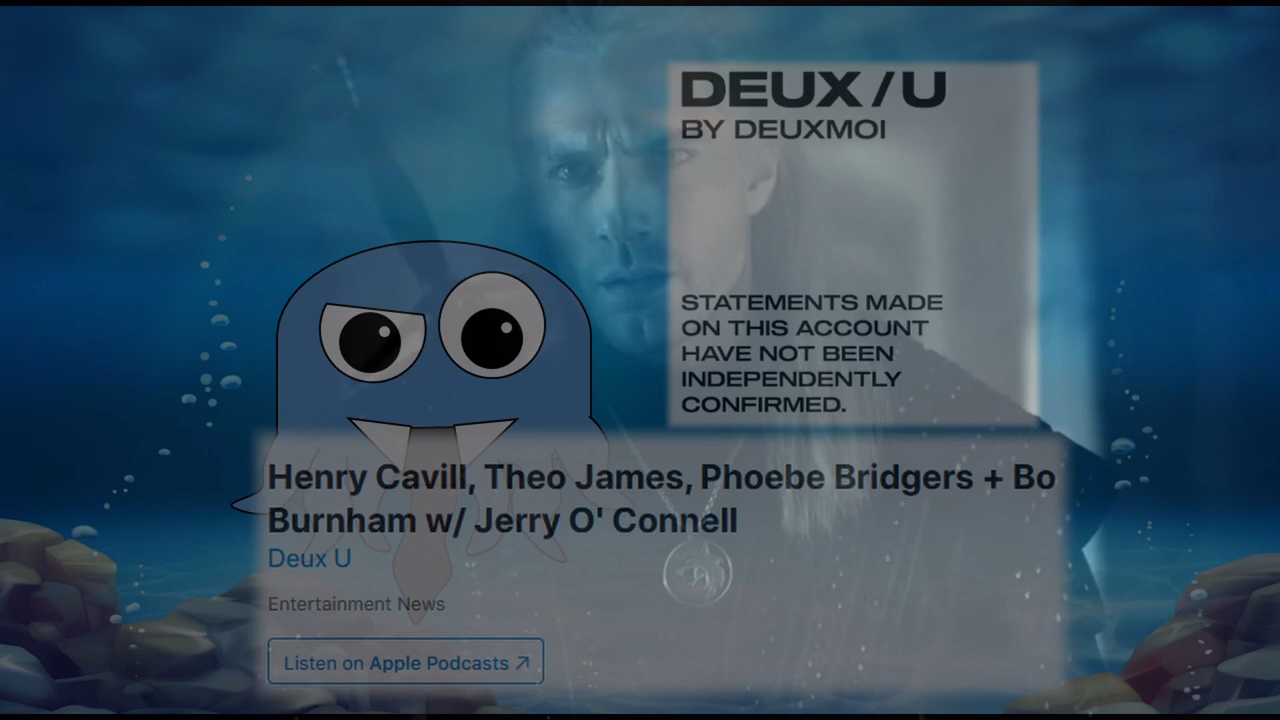 DEUX/U
BY DEUXMOI
STATEMENTS MADE
ON THIS ACCOUNT
HAVE NOT BEEN
INDEPENDENTLY
CONFIRMED.
Henry Cavill, Theo James, Phoebe Bridgers + Bo
Burnham w/ Jerry O' Connell
Deux U
Entertainment News
Listen on Apple Podcasts ↗